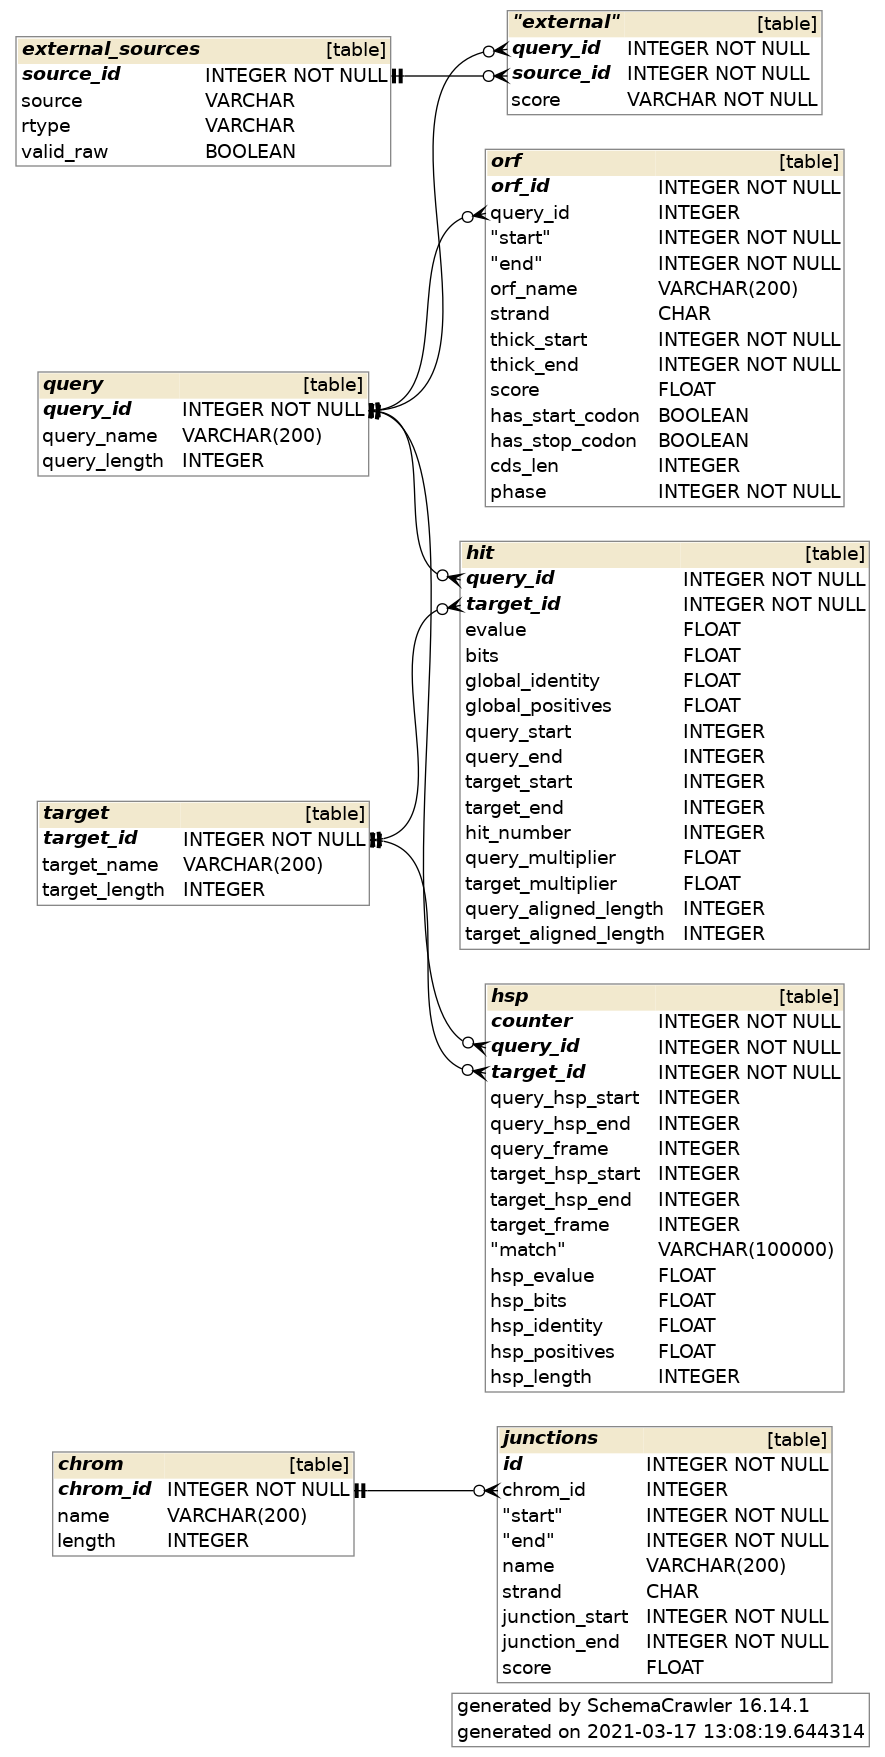 external_sources [table]
source_id INTEGER NOT NULL
source VARCHAR
rtype VARCHAR
valid_raw BOOLEAN
"external" [table]
query_id INTEGER NOT NULL
source_id INTEGER NOT NULL
score VARCHAR NOT NULL
orf [table]
orf_id INTEGER NOT NULL
query_id INTEGER
"start" INTEGER NOT NULL
"end" INTEGER NOT NULL
orf_name VARCHAR(200)
strand CHAR
thick_start INTEGER NOT NULL
thick_end INTEGER NOT NULL
score FLOAT
has_start_codon BOOLEAN
has_stop_codon BOOLEAN
cds_len INTEGER
phase INTEGER NOT NULL
query [table]
query_id INTEGER NOT NULL
query_name VARCHAR(200)
query_length INTEGER
hit [table]
query_id INTEGER NOT NULL
target_id INTEGER NOT NULL
evalue FLOAT
bits FLOAT
global_identity FLOAT
global_positives FLOAT
query_start INTEGER
query_end INTEGER
target_start INTEGER
target_end INTEGER
hit_number INTEGER
query_multiplier FLOAT
target_multiplier FLOAT
query_aligned_length INTEGER
target_aligned_length INTEGER
target [table]
target_id INTEGER NOT NULL
target_name VARCHAR(200)
target_length INTEGER
hsp [table]
counter INTEGER NOT NULL
query_id INTEGER NOT NULL
target_id INTEGER NOT NULL
query_hsp_start INTEGER
query_hsp_end INTEGER
query_frame INTEGER
target_hsp_start INTEGER
target_hsp_end INTEGER
target_frame INTEGER
"match" VARCHAR(100000)
hsp_evalue FLOAT
hsp_bits FLOAT
hsp_identity FLOAT
hsp_positives FLOAT
hsp_length INTEGER
chrom [table]
chrom_id INTEGER NOT NULL
name VARCHAR(200)
length INTEGER
junctions [table]
id INTEGER NOT NULL
chrom_id INTEGER
"start" INTEGER NOT NULL
"end" INTEGER NOT NULL
name VARCHAR(200)
strand CHAR
junction_start INTEGER NOT NULL
junction_end INTEGER NOT NULL
score FLOAT
generated by SchemaCrawler 16.14.1
generated on 2021-03-17 13:08:19.644314